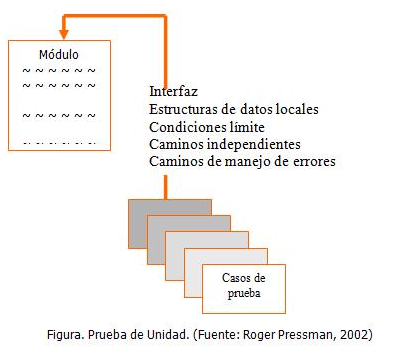 Módulo
~ ~ ~ ~ ~ ~
~ ~ ~ ~ ~ ~
~ ~ ~ ~ ~ ~
Interfaz
Estructuras de datos locales
Condiciones límite
Caminos independientes
Caminos de manejo de errores
Casos de
prueba
Figura. Prueba de Unidad. (Fuente: Roger Pressman, 2002)